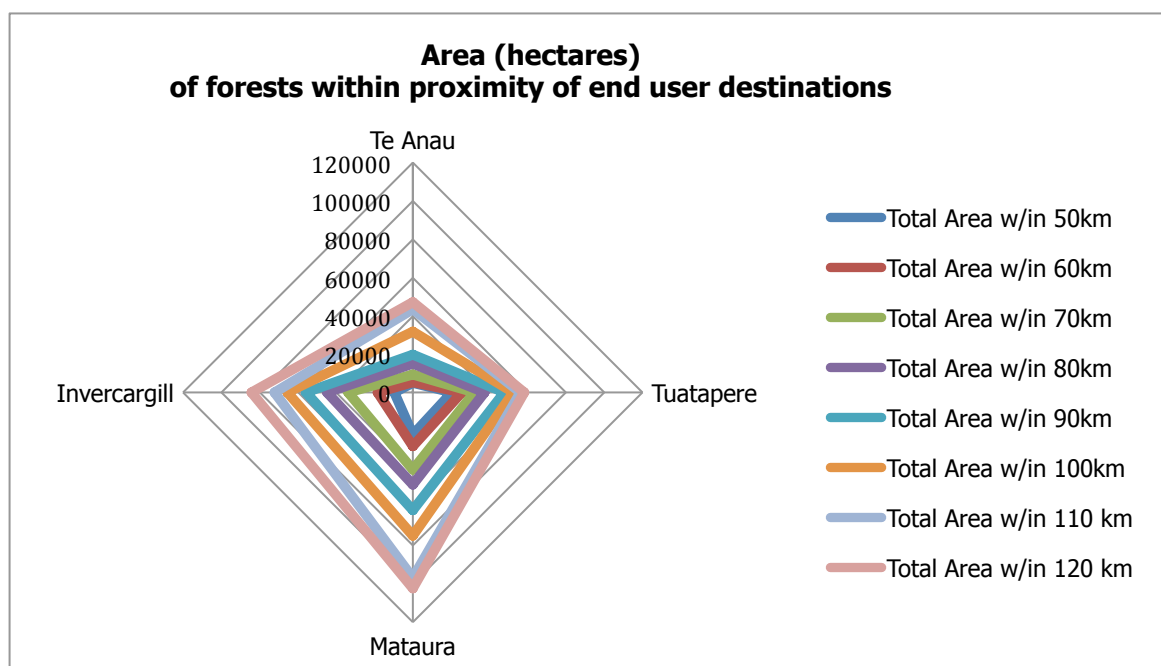 Area (hectares)
of forests within proximity of end user destinations
Te Anau
120000
100000
80000
60000
40000
20000
0
Invercargill
Tuatapere
Mataura
Total Area w/in 50km
Total Area w/in 60km
Total Area w/in 70km
Total Area w/in 80km
Total Area w/in 90km
Total Area w/in 100km
Total Area w/in 110 km
Total Area w/in 120 km